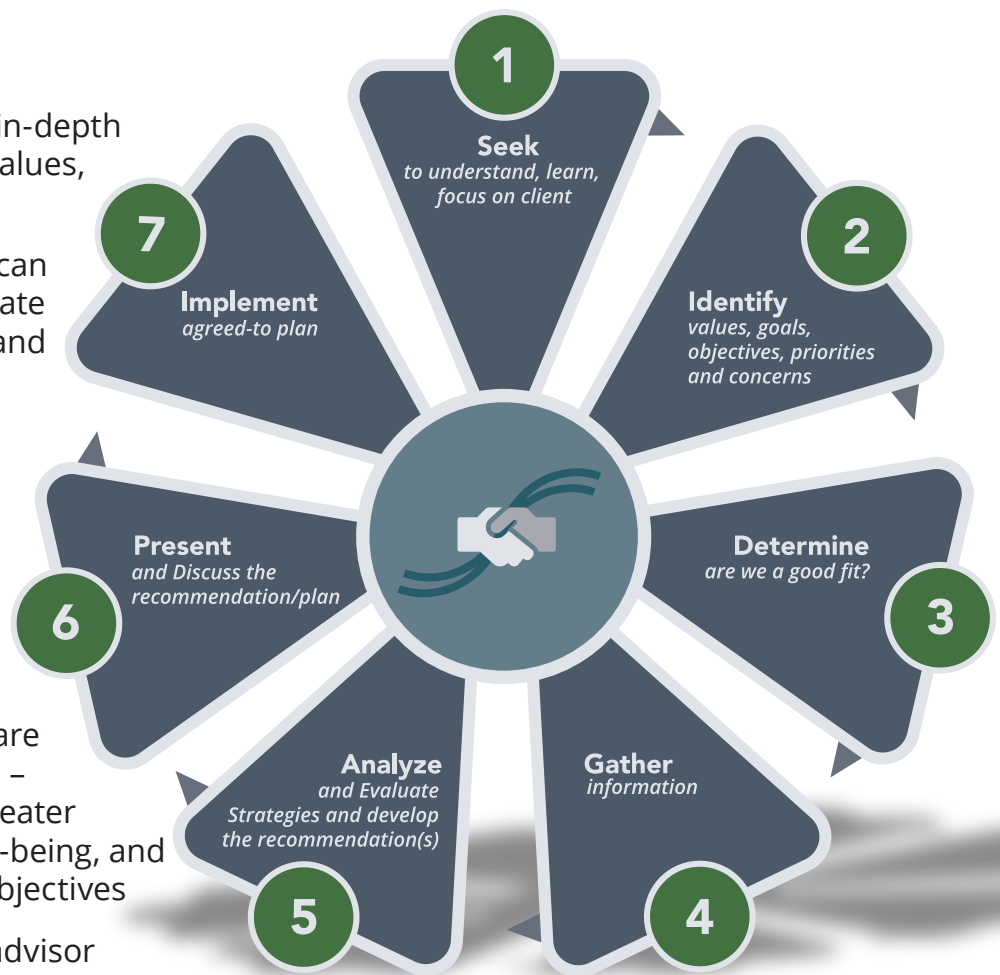 in-depth
alues,
can
ate
and
are
–
eater
-being, and
bjectives
advisor
1
Seek
to understand, learn,
focus on client
2
Identify
values, goals,
objectives, priorities
and concerns
3
Determine
are we a good fit?
4
Gather
information
5
Analyze
and Evaluate
Strategies and develop
the recommendation(s)
6
Present
and Discuss the
recommendation/plan
7
Implement
agreed-to plan